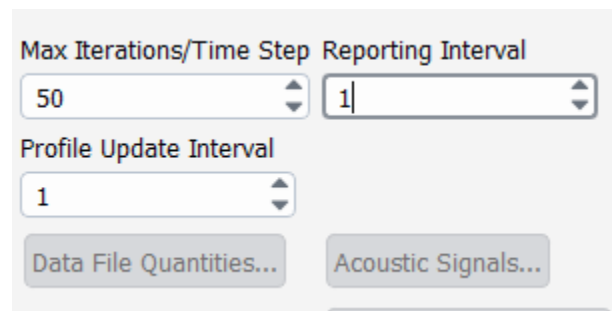 Max Iterations/Time Step Reporting Interval
50 1
Profile Update Interval
1
Data File Quantities... Acoustic Signals...